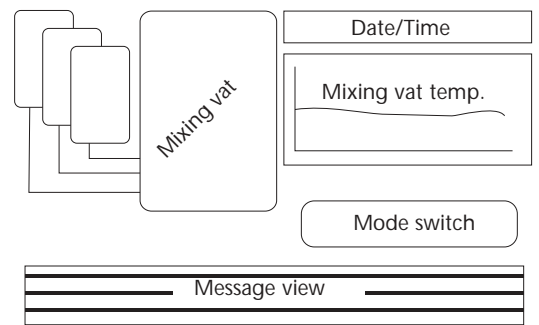 Date/Time
Mixing vat
Mixing vat temp.
Mode switch
Message view